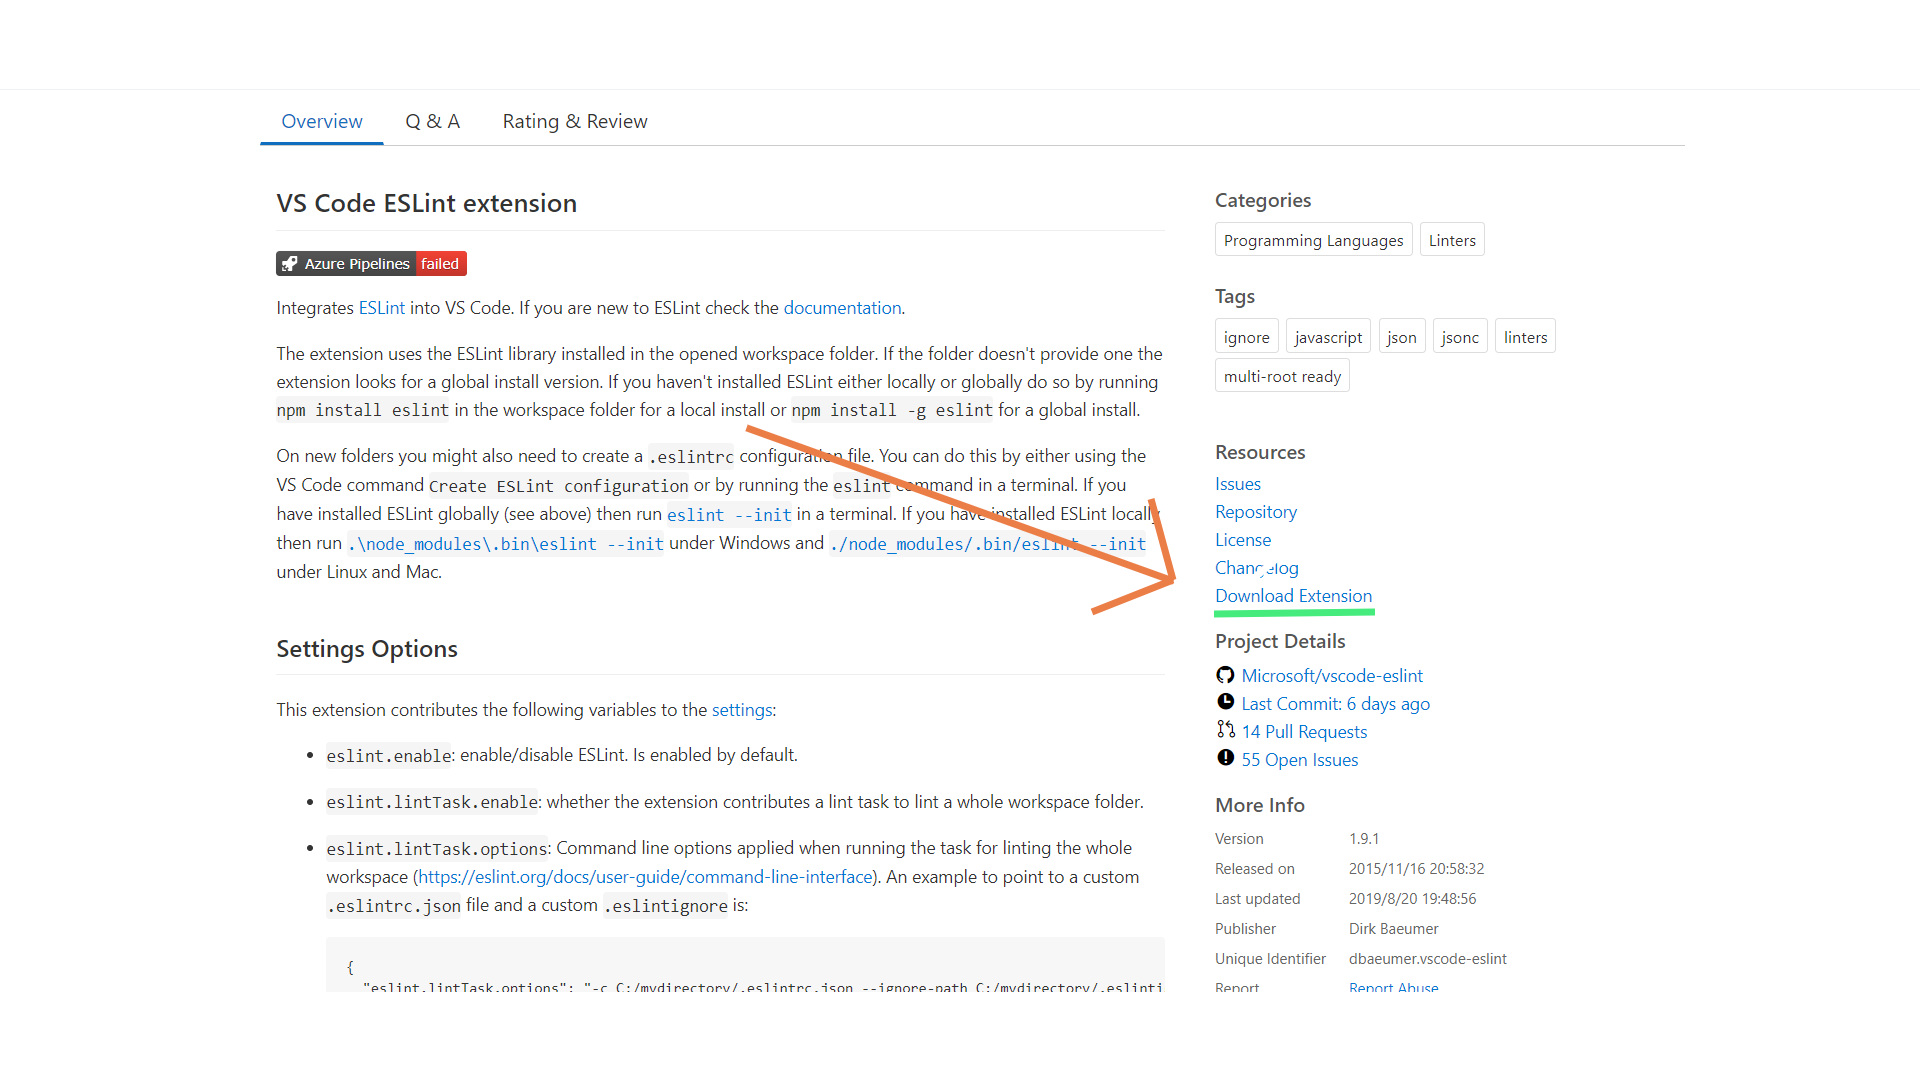 Overview Q & A Rating & Review
VS Code ESLint extension
Azure Pipelines failed
Integrates ESLint into VS Code. If you are new to ESLint check the documentation.
The extension uses the ESLint library installed in the opened workspace folder. If the folder doesn't provide one the
extension looks for a global install version. If you haven't installed ESLint either locally or globally do so by running
npm install eslint in the workspace folder for a local install or npm install -g eslint for a global install.
On new folders you might also need to create a .eslintrc configuration file. You can do this by either using the
VS Code command Create ESLint configuration or by running the eslint command in a terminal. If you
have installed ESLint globally (see above) then run eslint --init in a terminal. If you have installed ESLint locally
then run .\node_modules\.bin\eslint --init under Windows and ./node_modules/.bin/eslint --init
under Linux and Mac.
Settings Options
This extension contributes the following variables to the settings:
• eslint.enable: enable/disable ESLint. Is enabled by default.
• eslint.lintTask.enable: whether the extension contributes a lint task to lint a whole workspace folder.
• eslint.lintTask.options: Command line options applied when running the task for linting the whole
workspace (https://eslint.org/docs/user-guide/command-line-interface). An example to point to a custom
.eslintrc.json file and a custom .eslintignore is:
{
"eslint.lintTask.options": "-c C:/mydirectory/.eslintrc.json --ignore-path C:/mydirectory/.eslinti
Categories
Programming Languages Linters
Tags
ignore javascript json jsonc linters
multi-root ready
Resources
Issues
Repository
License
Changelog
Download Extension
Project Details
Microsoft/vscode-eslint
Last Commit: 6 days ago
14 Pull Requests
55 Open Issues
More Info
Version 1.9.1
Released on 2015/11/16 20:58:32
Last updated 2019/8/20 19:48:56
Publisher Dirk Baeumer
Unique Identifier dbaeumer.vscode-eslint
Report Report Abuse